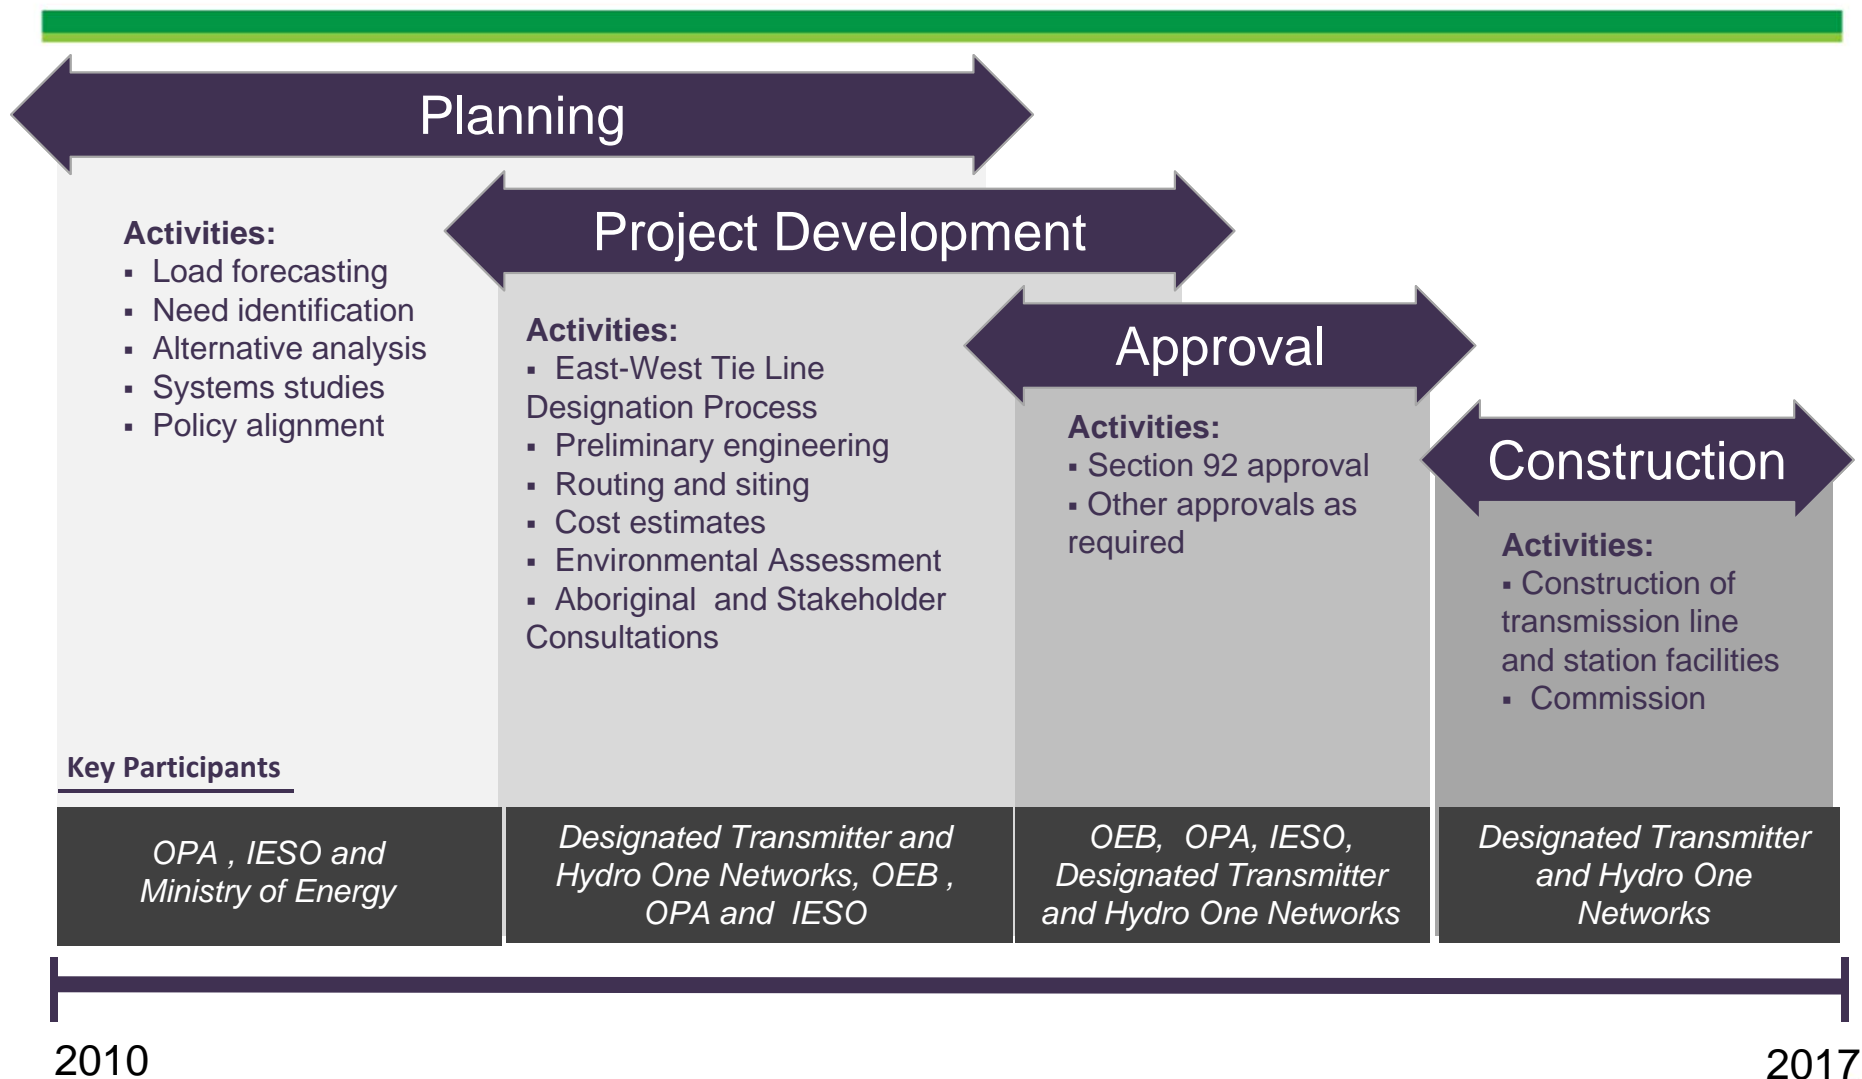 Planning
Activities:
▪ Load forecasting
▪ Need identification
▪ Alternative analysis
▪ Systems studies
▪ Policy alignment
Project Development
Activities:
▪ East-West Tie Line
Designation Process
▪ Preliminary engineering
▪ Routing and siting
▪ Cost estimates
▪ Environmental Assessment
▪ Aboriginal and Stakeholder
Consultations
Approval
Activities:
▪ Section 92 approval
▪ Other approvals as
required
Construction
Activities:
▪ Construction of
transmission line
and station facilities
▪ Commission
Key Participants
OPA , IESO and
Ministry of Energy
Designated Transmitter and
Hydro One Networks, OEB ,
OPA and IESO
OEB, OPA, IESO,
Designated Transmitter
and Hydro One Networks
Designated Transmitter
and Hydro One
Networks
2010
2017